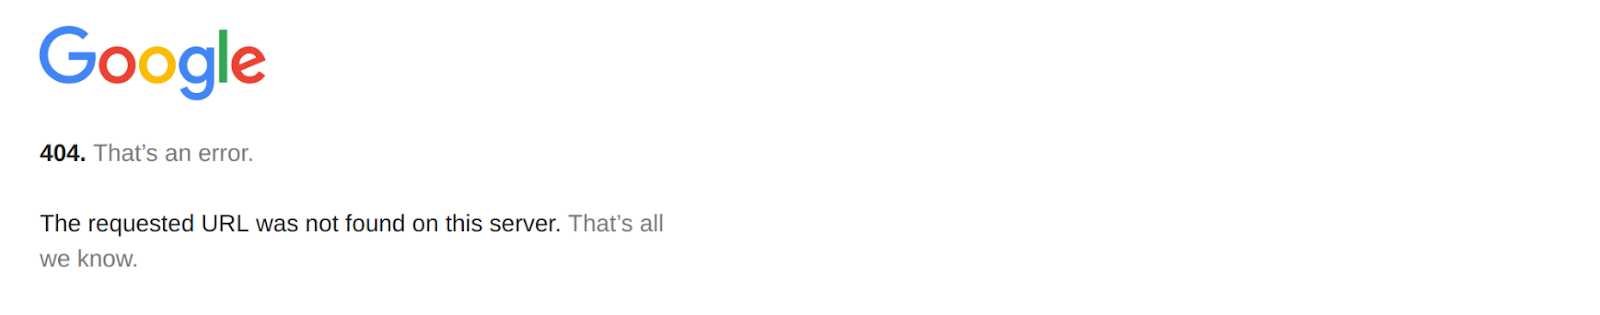 Google
404. That’s an error.
The requested URL was not found on this server. That’s all
we know.